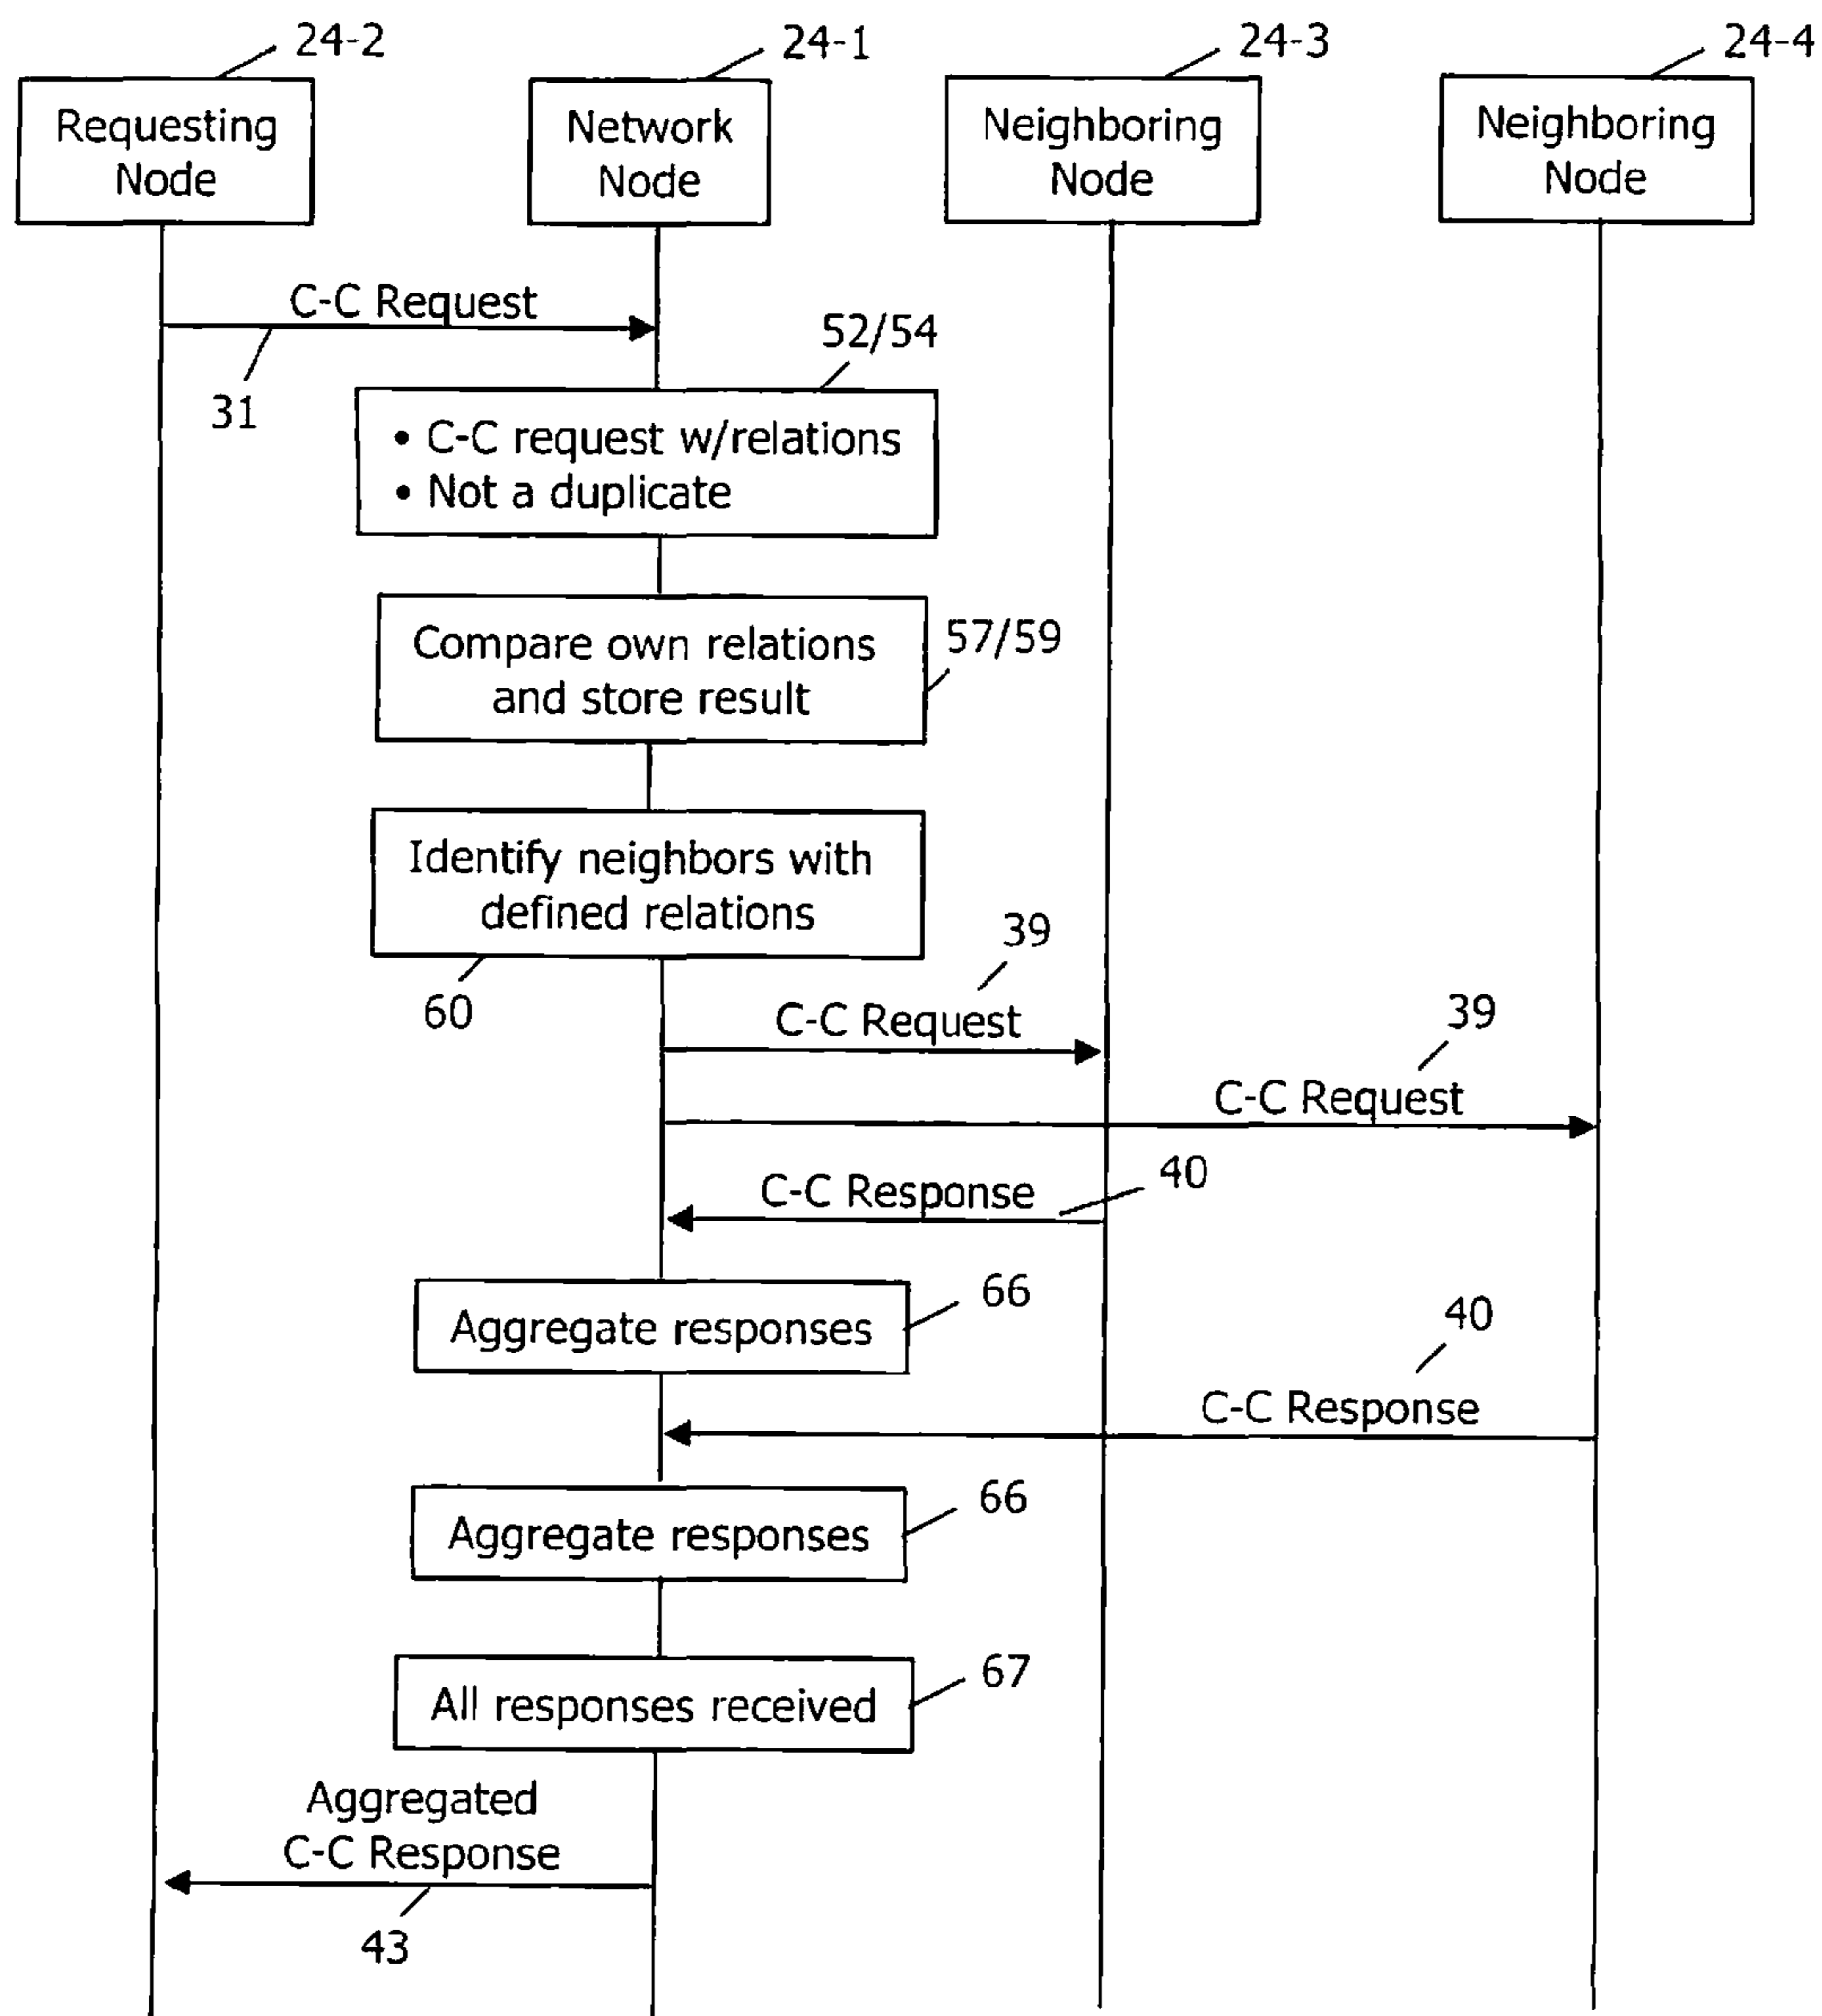 24-2
24-1
24-3
24-4
Requesting
Node
Network
Node
Neighboring
Node
Neighboring
Node
C-C Request
31
52/54
• C-C request w/relations
• Not a duplicate
Compare own relations
and store result
57/59
Identify neighbors with
defined relations
60
39
C-C Request
39
C-C Request
40
C-C Response
66
Aggregate responses
40
C-C Response
66
Aggregate responses
67
All responses received
Aggregated
C-C Response
43